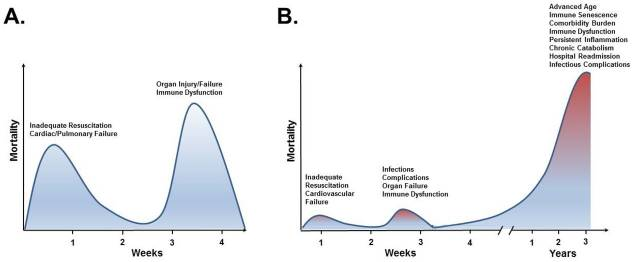 A.
Organ Injury/Failure
Immune Dysfunction
Inadequate Resuscitation
Cardiac/Pulmonary Failure
Mortality
1 2 3 4
Weeks
B.
Advanced Age
Immune Senescence
Comorbidity Burden
Immune Dysfunction
Persistent Inflammation
Chronic Catabolism
Hospital Readmission
Infectious Complications
Inadequate
Resuscitation
Cardiovascular
Failure
Infections
Complications
Organ Failure
Immune Dysfunction
Mortality
1 2 3 4 1 2 3
Weeks Years